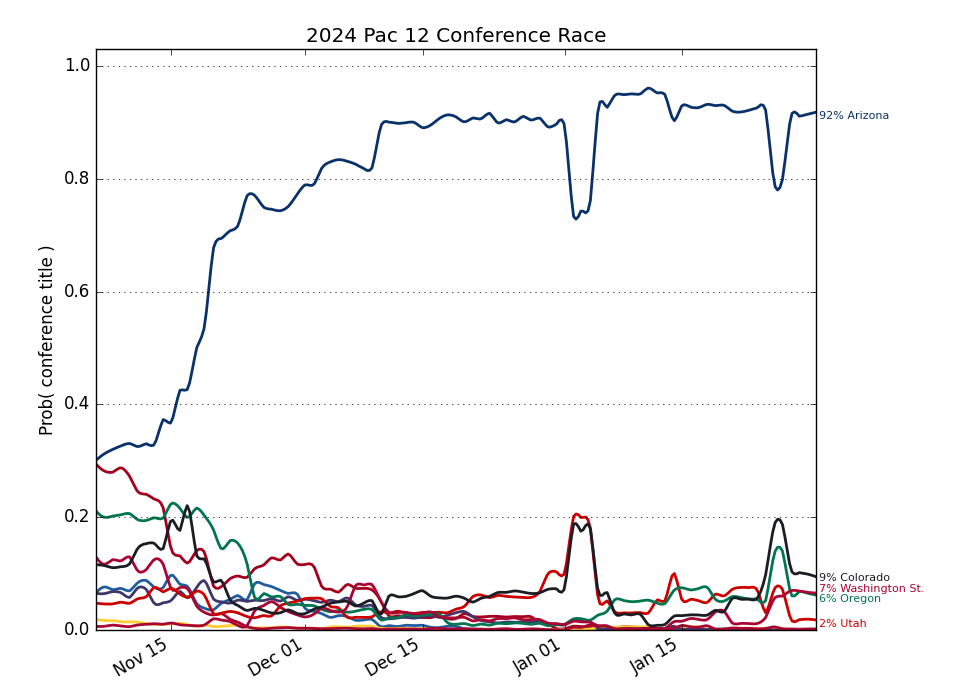 2024 Pac 12 Conference Race
Prob( conference title )
1.0
0.8
0.6
0.4
0.2
0.0
92% Arizona
9% Colorado
7% Washington St.
6% Oregon
2% Utah
Nov 15
Dec 01
Dec 15
Jan 01
Jan 15